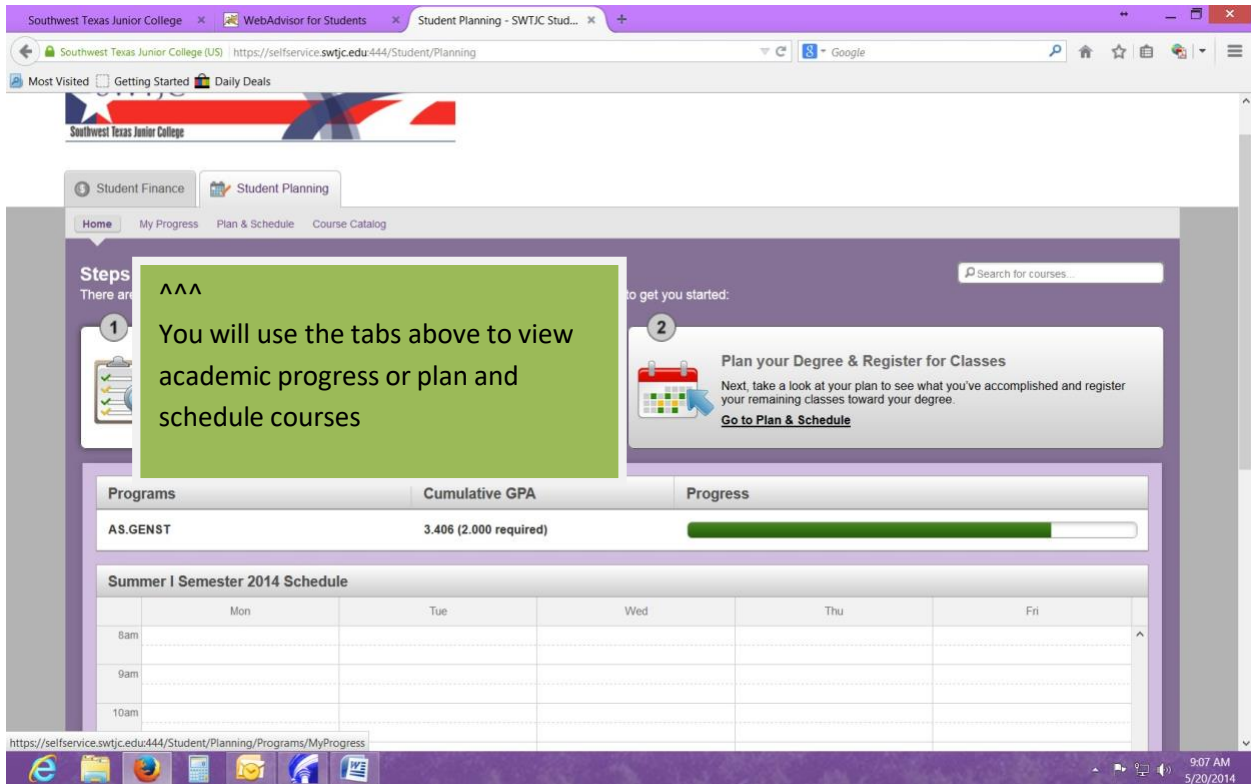 Southwest Texas Junior College
WebAdvisor for Students
Student Planning - SWTJC Stud...
Southwest Texas Junior College (US)
https://selfservice.swtjc.edu:444/Student/Planning
Google
Most Visited
Getting Started
Daily Deals
Southwest Texas Junior College
Student Finance
Student Planning
Home
My Progress
Plan & Schedule
Course Catalog
Steps
Search for courses...
There are
to get you started:
^^^
You will use the tabs above to view
academic progress or plan and
schedule courses
1
2
Plan your Degree & Register for Classes
Next, take a look at your plan to see what you've accomplished and register
your remaining classes toward your degree.
Go to Plan & Schedule
Programs Cumulative GPA Progress
AS.GENST 3.406 (2.000 required)
Summer I Semester 2014 Schedule
Mon Tue Wed Thu Fri
8am
9am
10am
https://selfservice.swtjc.edu:444/Student/Planning/Programs/MyProgress
9:07 AM
5/20/2014